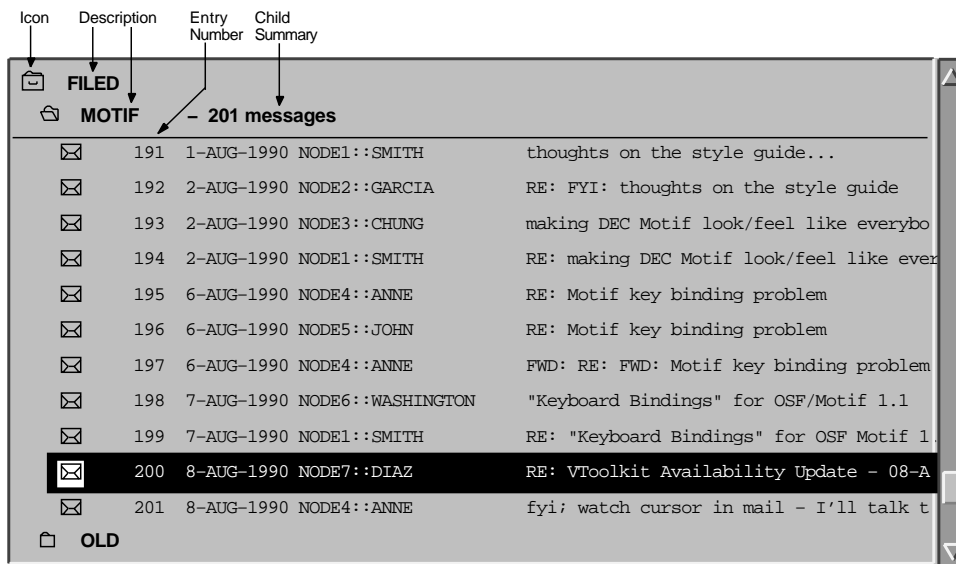 Icon Description Entry Number Child Summary
FILED
MOTIF – 201 messages
191 1–AUG–1990 NODE1::SMITH thoughts on the style guide...
192 2–AUG–1990 NODE2::GARCIA RE: FYI: thoughts on the style guide
193 2–AUG–1990 NODE3::CHUNG making DEC Motif look/feel like everybo
194 2–AUG–1990 NODE1::SMITH RE: making DEC Motif look/feel like ever
195 6–AUG–1990 NODE4::ANNE RE: Motif key binding problem
196 6–AUG–1990 NODE5::JOHN RE: Motif key binding problem
197 6–AUG–1990 NODE4::ANNE FWD: RE: FWD: Motif key binding problem
198 7–AUG–1990 NODE6::WASHINGTON "Keyboard Bindings" for OSF/Motif 1.1
199 7–AUG–1990 NODE1::SMITH RE: "Keyboard Bindings" for OSF Motif 1.
200 8–AUG–1990 NODE7::DIAZ RE: VToolkit Availability Update – 08–A
201 8–AUG–1990 NODE4::ANNE fyi; watch cursor in mail – I'll talk t
OLD